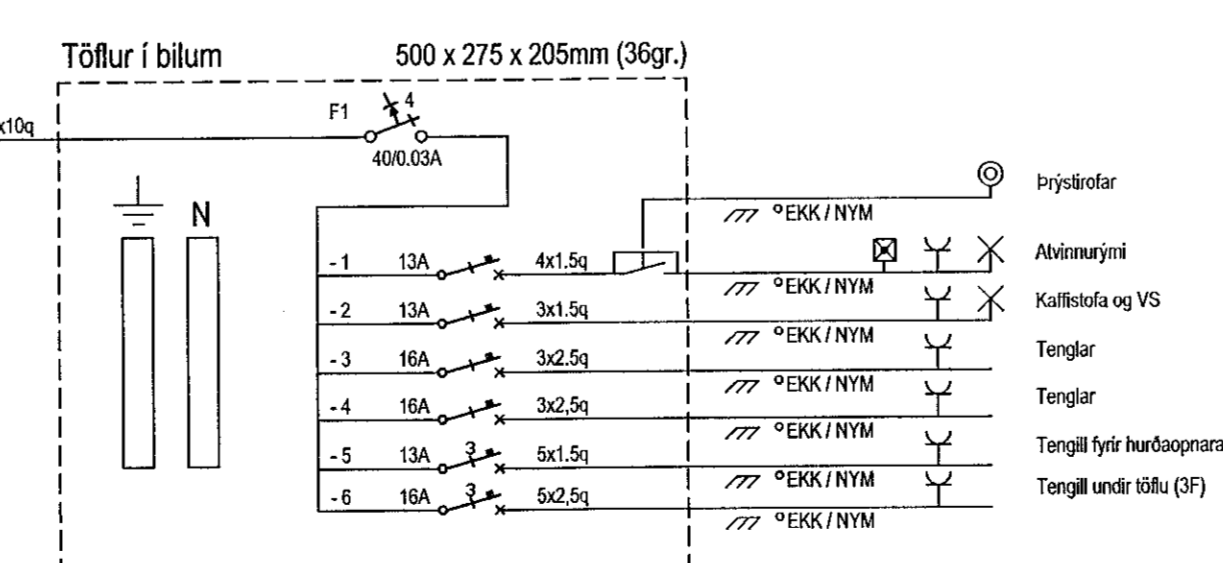 Töflur í bilum 500 x 275 x 205mm (36gr.)
F1 4
x10q
40/0.03A
N
Þrýstirofar
°EKK / NYM
- 1 13A 4x1.5q Atvinnurými
°EKK / NYM
- 2 13A 3x1.5q Kaffistofa og VS
°EKK / NYM
- 3 16A 3x2.5q Tenglar
°EKK / NYM
- 4 16A 3x2,5q Tenglar
°EKK / NYM
- 5 13A 3 5x1.5q Tengill fyrir hurðaopnara
°EKK / NYM
- 6 16A 3 5x2,5q Tengill undir töflu (3F)
°EKK / NYM